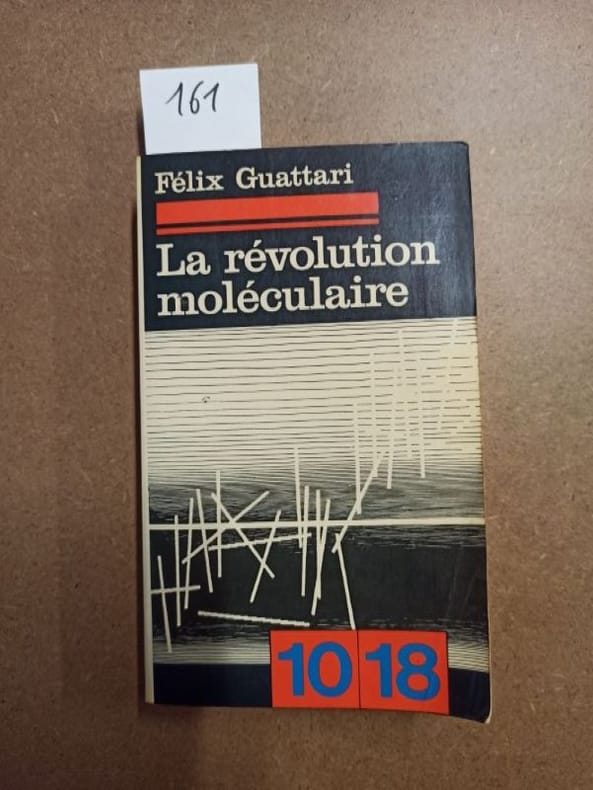 161
Félix Guattari
La révolution
moléculaire
10 18